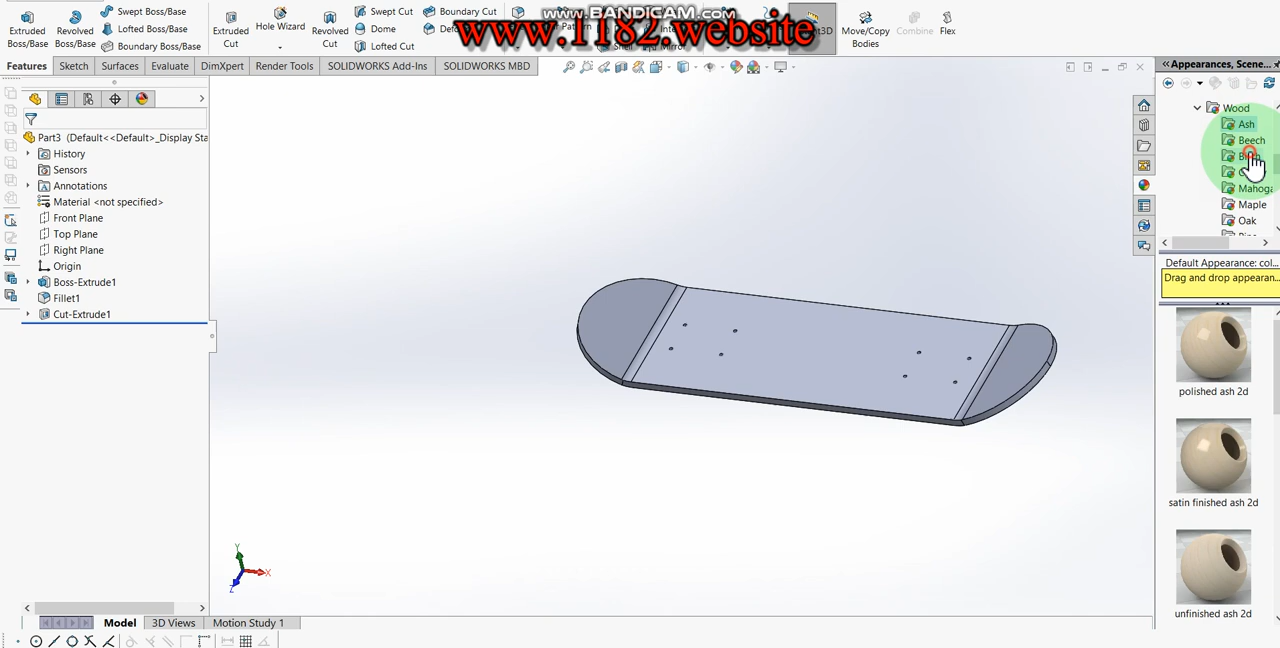 www.BANDICAM.com
www.1182.website
Extruded Boss/Base
Revolved Boss/Base
Swept Boss/Base
Lofted Boss/Base
Boundary Boss/Base
Extruded Cut
Hole Wizard
Revolved Cut
Swept Cut
Dome
Lofted Cut
Boundary Cut
Shell
Mirror
Move/Copy Bodies
Combine
Flex
Features
Sketch
Surfaces
Evaluate
DimXpert
Render Tools
SOLIDWORKS Add-Ins
SOLIDWORKS MBD
Part3 (Default<<Default>_Display Sta
History
Sensors
Annotations
Material <not specified>
Front Plane
Top Plane
Right Plane
Origin
Boss-Extrude1
Fillet1
Cut-Extrude1
Appearances, Scene...
Wood
Ash
Beech
Mahoga
Maple
Oak
Default Appearance: col...
Drag and drop appearan...
polished ash 2d
satin finished ash 2d
unfinished ash 2d
Y
X
Z
Model
3D Views
Motion Study 1